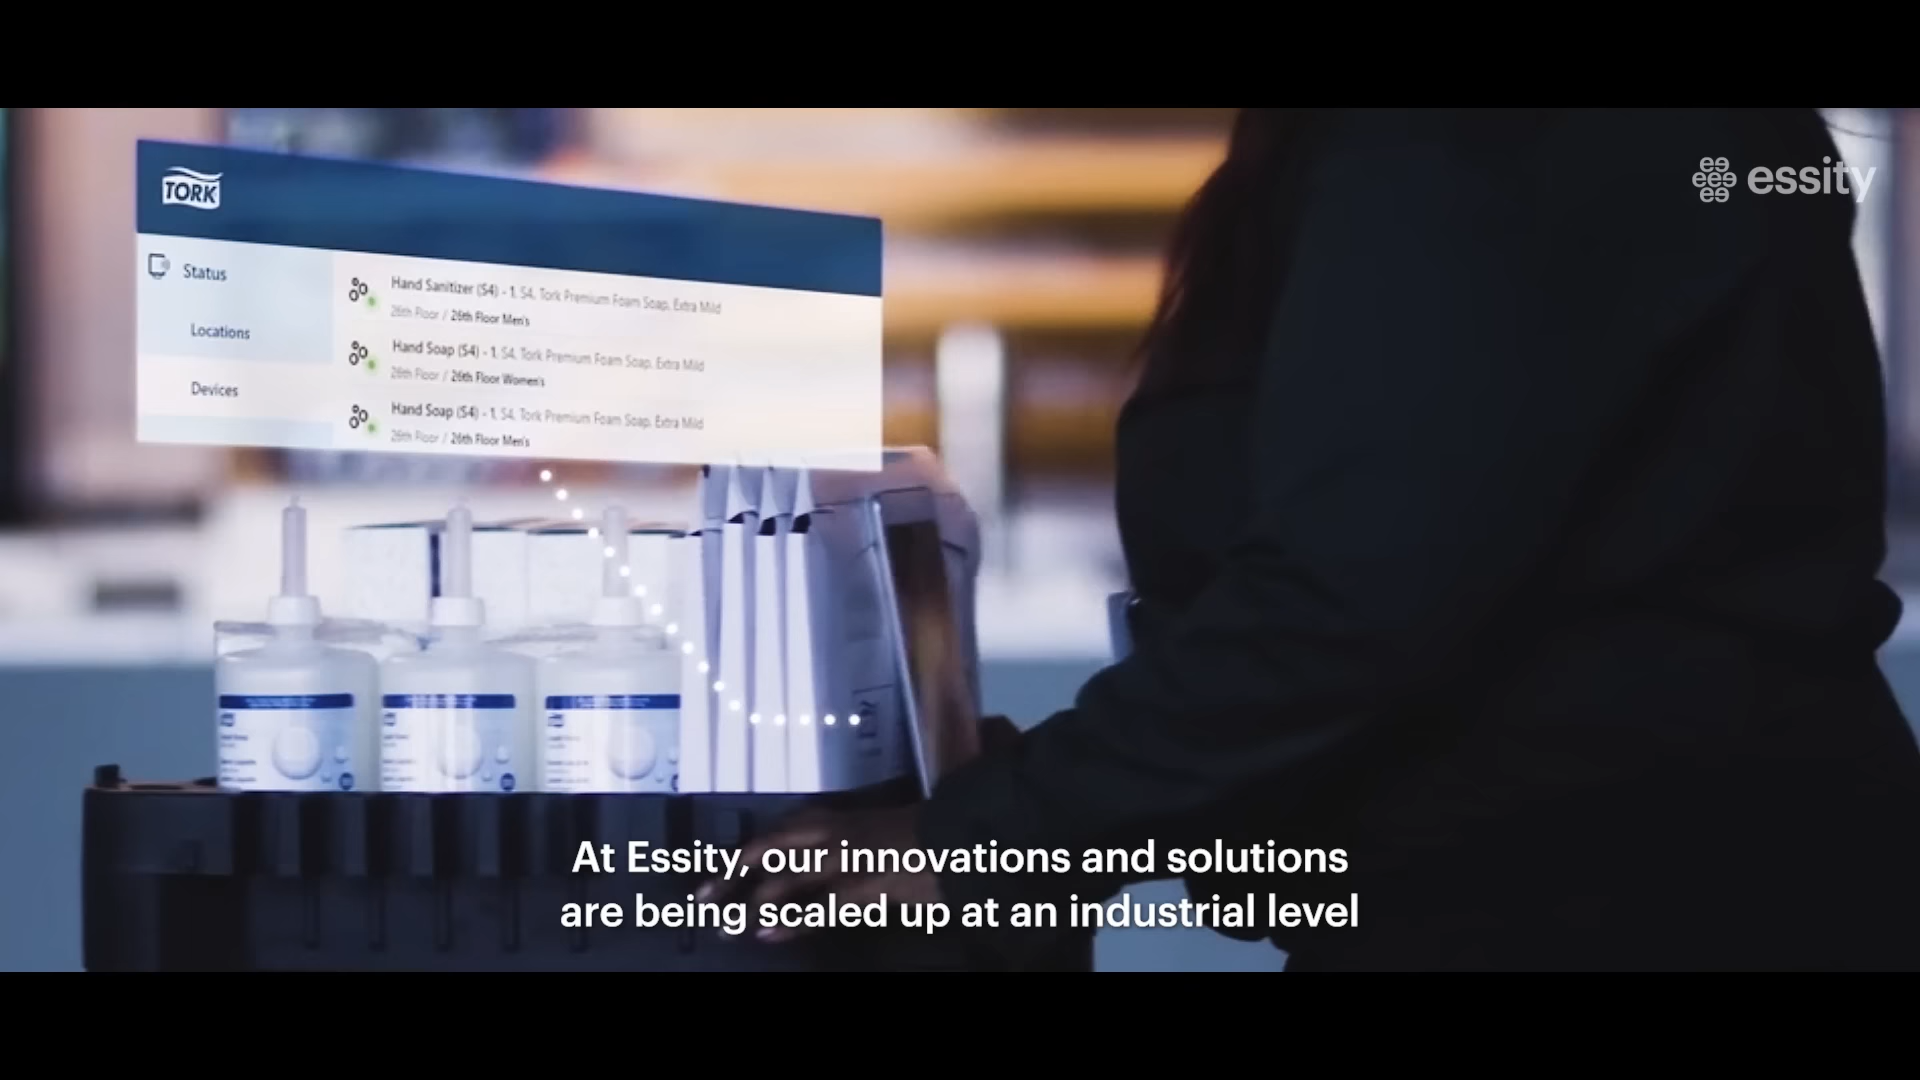 TORK
essity
Status
Locations
Devices
Hand Sanitizer (S4) - 1, S4, Tork Premium Foam Soap, Extra Mild
26th Floor / 26th Floor Men's
Hand Soap (S4) - 1, S4, Tork Premium Foam Soap, Extra Mild
26th Floor / 26th Floor Women's
Hand Soap (S4) - 1, S4, Tork Premium Foam Soap, Extra Mild
26th Floor / 26th Floor Men's
At Essity, our innovations and solutions
are being scaled up at an industrial level